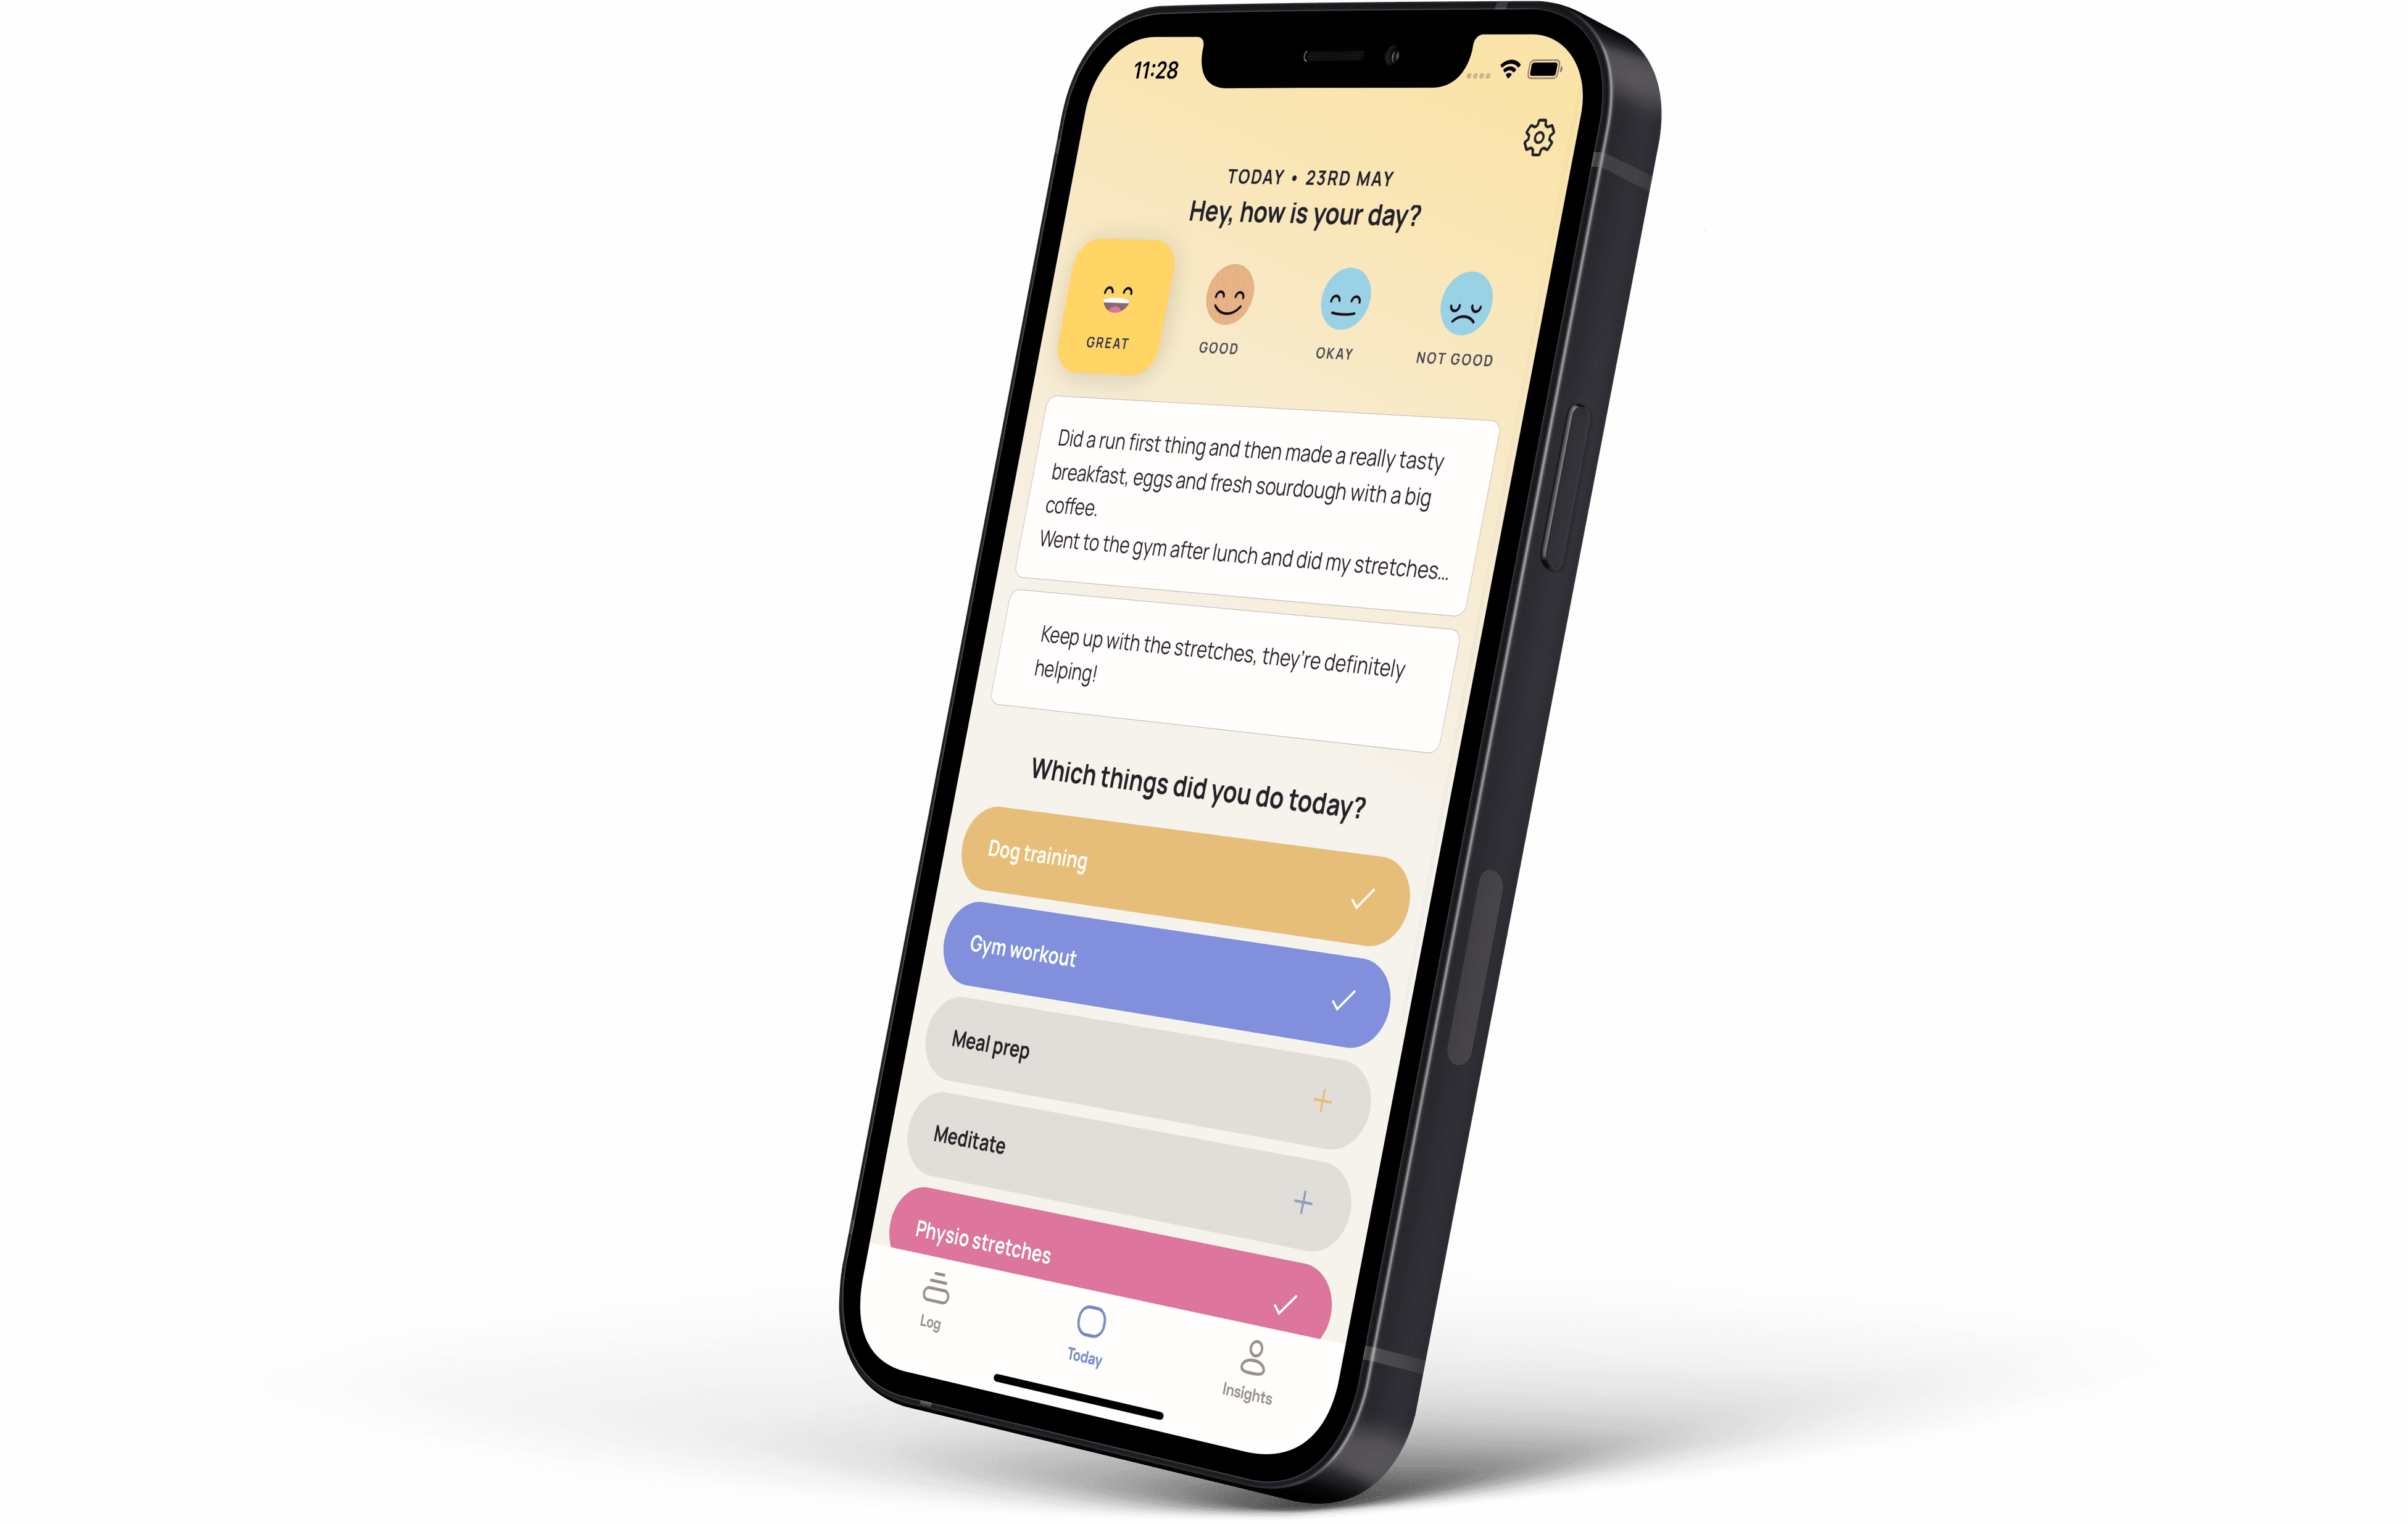 11:28
TODAY • 23RD MAY
Hey, how is your day?
GREAT
GOOD
OKAY
NOT GOOD
Did a run first thing and then made a really tasty
breakfast, eggs and fresh sourdough with a big
coffee.
Went to the gym after lunch and did my stretches...
Keep up with the stretches, they're definitely
helping!
Which things did you do today?
Dog training
Gym workout
Meal prep
Meditate
Physio stretches
Log
Today
Insights